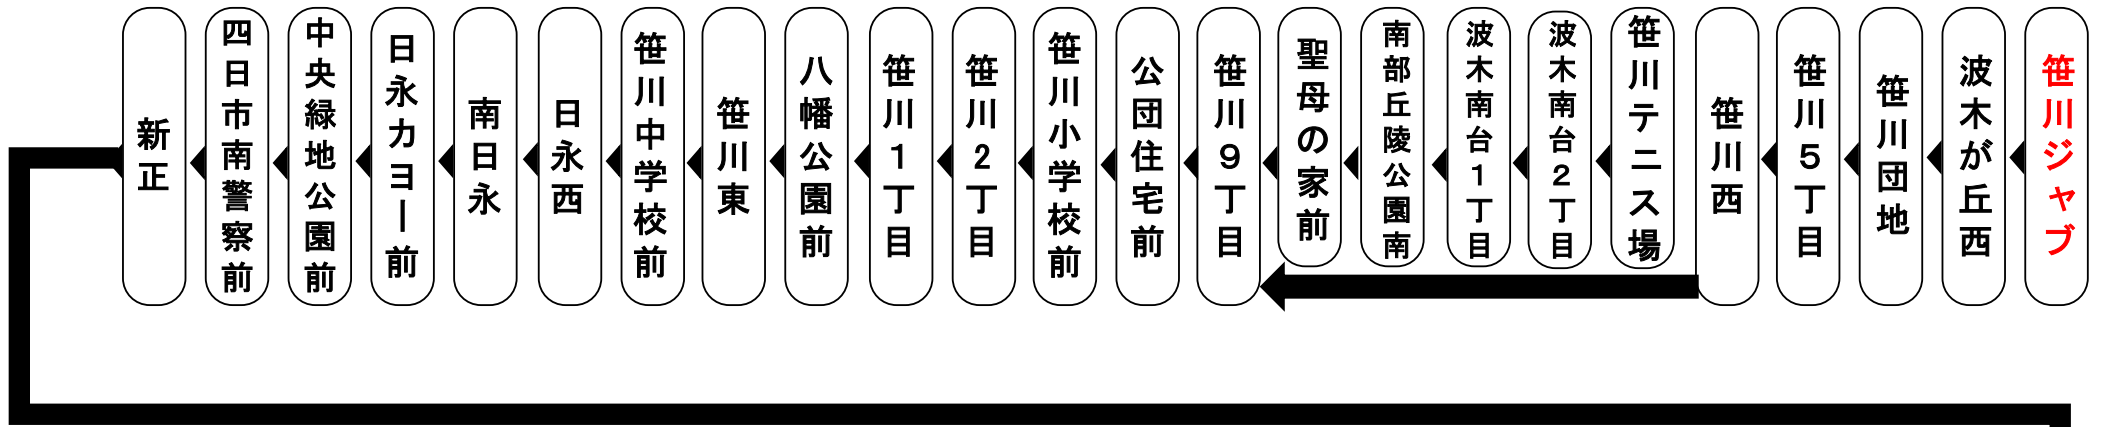 笹川ジャブ
波木が丘西
笹川団地
笹川５丁目
笹川西
笹川テニス場
波木南台２丁目
波木南台１丁目
南部丘陵公園南
聖母の家前
笹川９丁目
公団住宅前
笹川小学校前
笹川２丁目
笹川１丁目
八幡公園前
笹川東
笹川中学校前
日永西
南日永
日永カヨー前
中央緑地公園前
四日市南警察前
新正